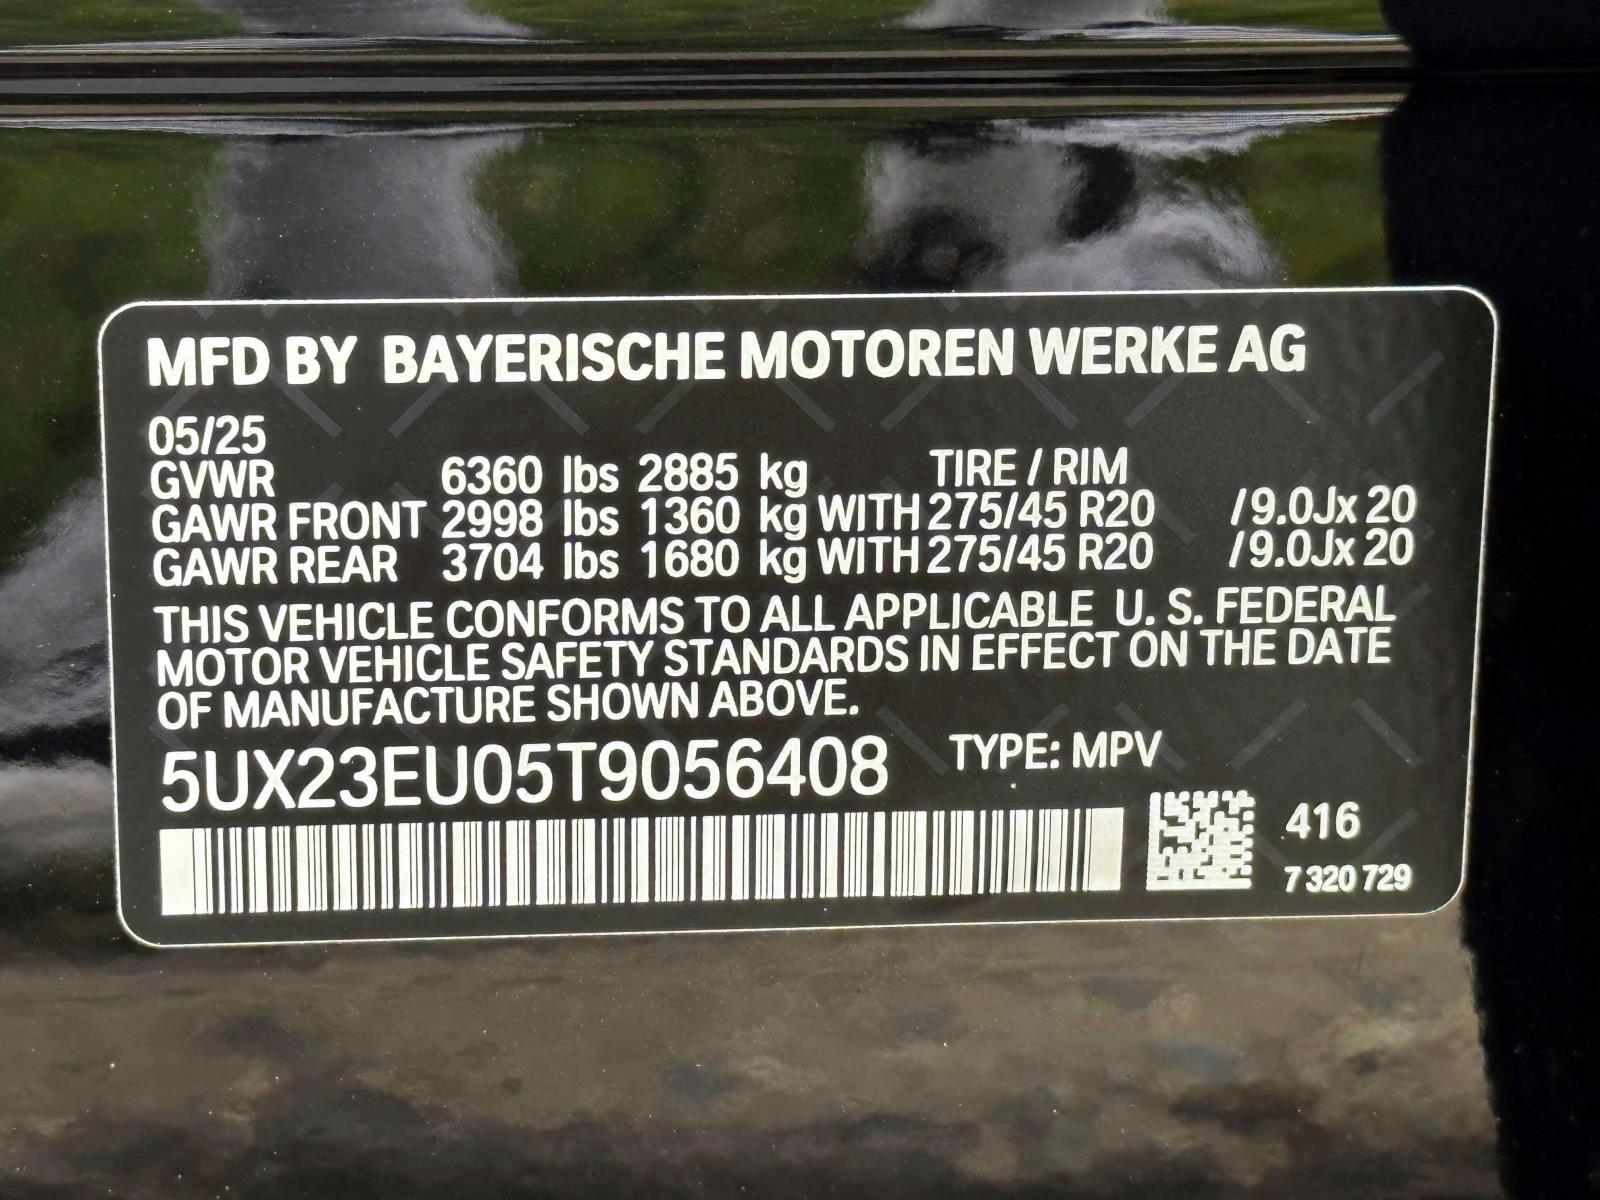 MFD BY BAYERISCHE MOTOREN WERKE AG
05/25
GVWR 6360 lbs 2885 kg TIRE / RIM
GAWR FRONT 2998 lbs 1360 kg WITH 275/45 R20 /9.0Jx 20
GAWR REAR 3704 lbs 1680 kg WITH 275/45 R20 /9.0Jx 20
THIS VEHICLE CONFORMS TO ALL APPLICABLE U. S. FEDERAL
MOTOR VEHICLE SAFETY STANDARDS IN EFFECT ON THE DATE
OF MANUFACTURE SHOWN ABOVE.
5UX23EU05T9056408 TYPE: MPV
416
7 320 729